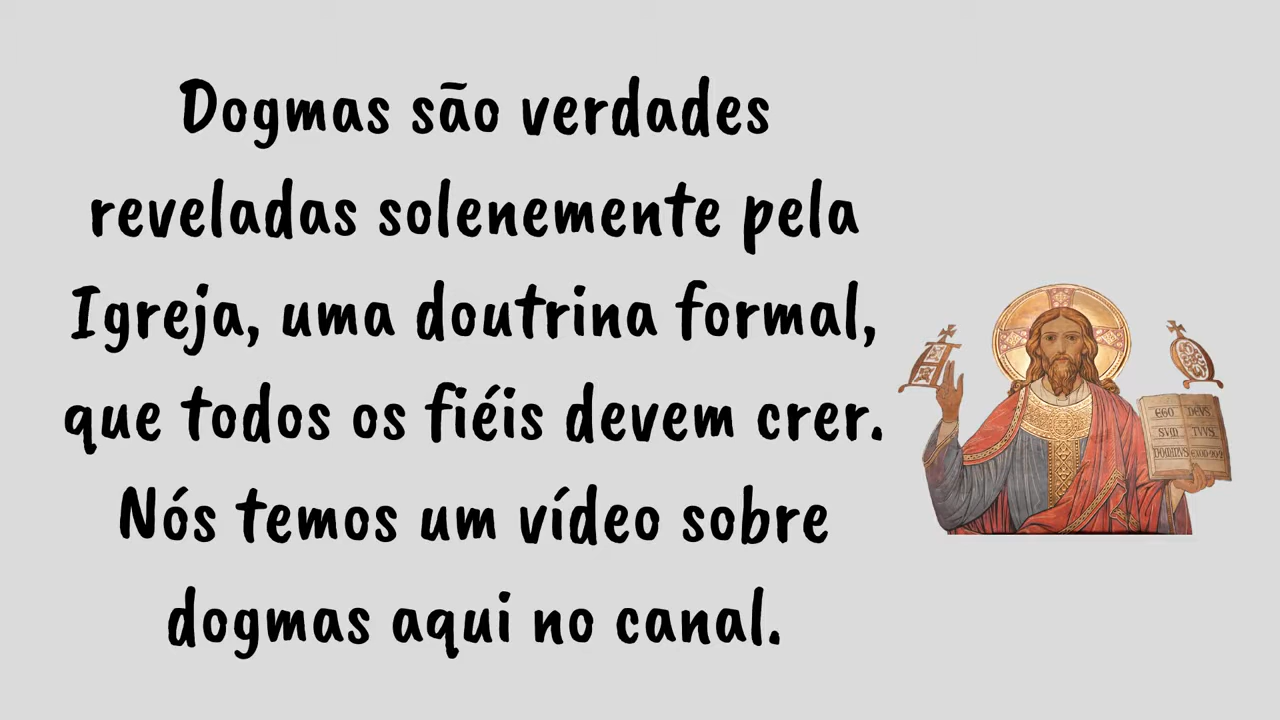 Dogmas são verdades
reveladas solenemente pela
Igreja, uma doutrina formal,
que todos os fiéis devem crer.
Nós temos um vídeo sobre
dogmas aqui no canal.
EGO DEVS
SVM TVVS